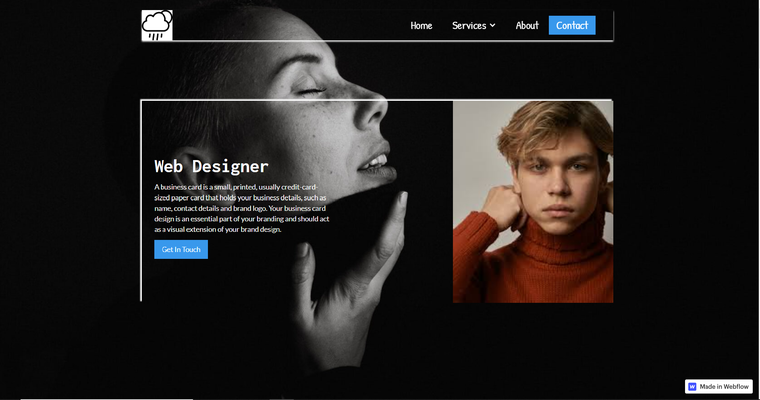 Home Services About Contact
Web Designer
A business card is a small, printed, usually credit-card-
sized paper card that holds your business details, such as
name, contact details and brand logo. Your business card
design is an essential part of your branding and should act
as a visual extension of your brand design.
Get In Touch
Made in Webflow